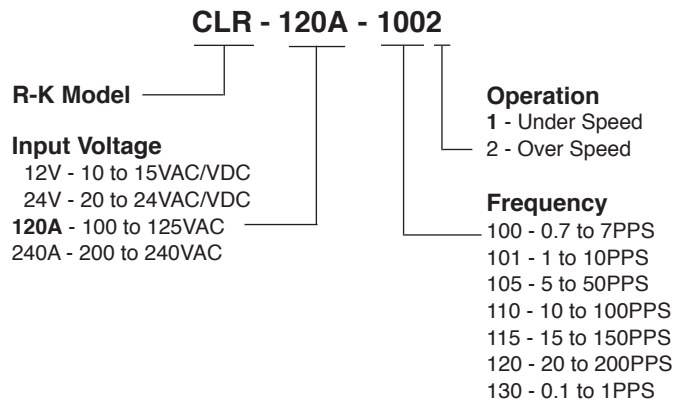 CLR - 120A - 1002
R-K Model
Input Voltage
12V - 10 to 15VAC/VDC
24V - 20 to 24VAC/VDC
120A - 100 to 125VAC
240A - 200 to 240VAC
Operation
1 - Under Speed
2 - Over Speed
Frequency
100 - 0.7 to 7PPS
101 - 1 to 10PPS
105 - 5 to 50PPS
110 - 10 to 100PPS
115 - 15 to 150PPS
120 - 20 to 200PPS
130 - 0.1 to 1PPS